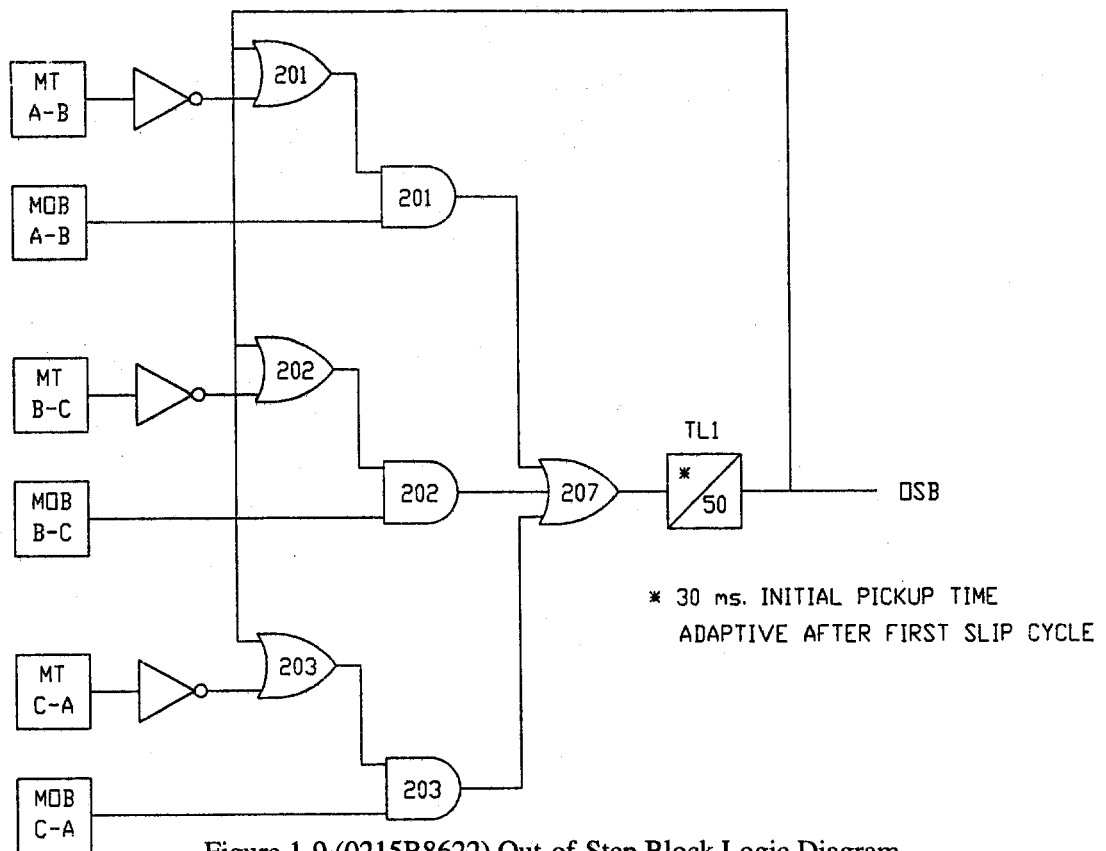 MT
A-B
201
MOB
A-B
201
MT
B-C
202
MOB
B-C
202
207
TL1
*
50
OSB
* 30 ms. INITIAL PICKUP TIME
ADAPTIVE AFTER FIRST SLIP CYCLE
MT
C-A
203
MOB
C-A
203
Figure 1-9 (0215B8622) Out-of-Step Block Logic Diagram